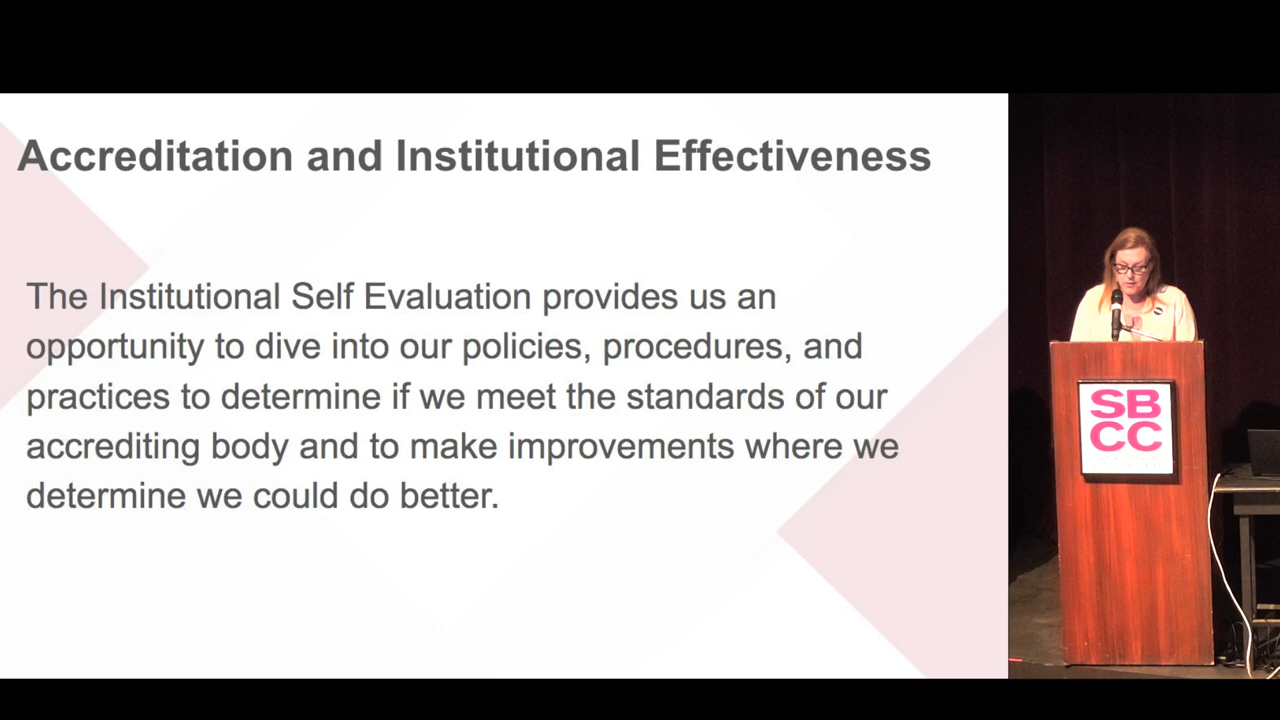 Accreditation and Institutional Effectiveness
The Institutional Self Evaluation provides us an
opportunity to dive into our policies, procedures, and
practices to determine if we meet the standards of our
accrediting body and to make improvements where we
determine we could do better.
SB
CC